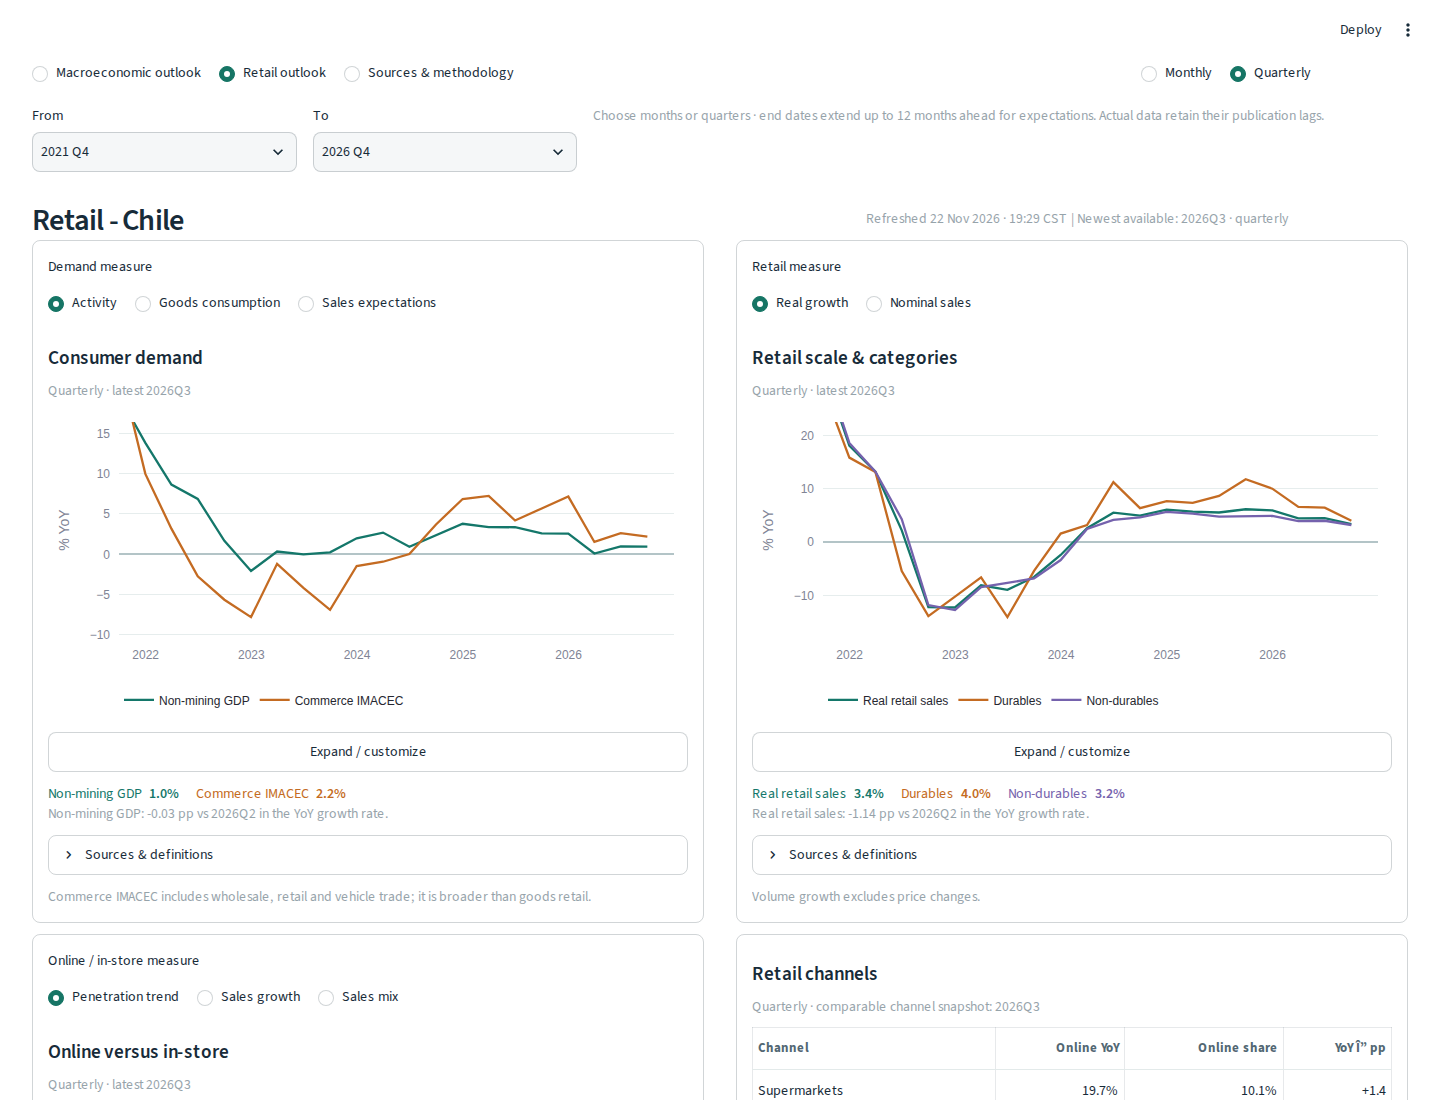 Deploy
Macroeconomic outlook Retail outlook Sources & methodology Monthly Quarterly
From To Choose months or quarters · end dates extend up to 12 months ahead for expectations. Actual data retain their publication lags.
2021 Q4 2026 Q4
Retail - Chile
Refreshed 22 Nov 2026 · 19:29 CST | Newest available: 2026Q3 · quarterly
Demand measure
Activity Goods consumption Sales expectations
Consumer demand
Quarterly · latest 2026Q3
% YoY
15
10
5
0
−5
−10
2022 2023 2024 2025 2026
Non-mining GDP Commerce IMACEC
Expand / customize
Non-mining GDP 1.0% Commerce IMACEC 2.2%
Non-mining GDP: -0.03 pp vs 2026Q2 in the YoY growth rate.
Sources & definitions
Commerce IMACEC includes wholesale, retail and vehicle trade; it is broader than goods retail.
Retail measure
Real growth Nominal sales
Retail scale & categories
Quarterly · latest 2026Q3
% YoY
20
10
0
−10
2022 2023 2024 2025 2026
Real retail sales Durables Non-durables
Expand / customize
Real retail sales 3.4% Durables 4.0% Non-durables 3.2%
Real retail sales: -1.14 pp vs 2026Q2 in the YoY growth rate.
Sources & definitions
Volume growth excludes price changes.
Online / in-store measure
Penetration trend Sales growth Sales mix
Online versus in-store
Quarterly · latest 2026Q3
Retail channels
Quarterly · comparable channel snapshot: 2026Q3
Channel Online YoY Online share YoY Î” pp
Supermarkets 19.7% 10.1% +1.4